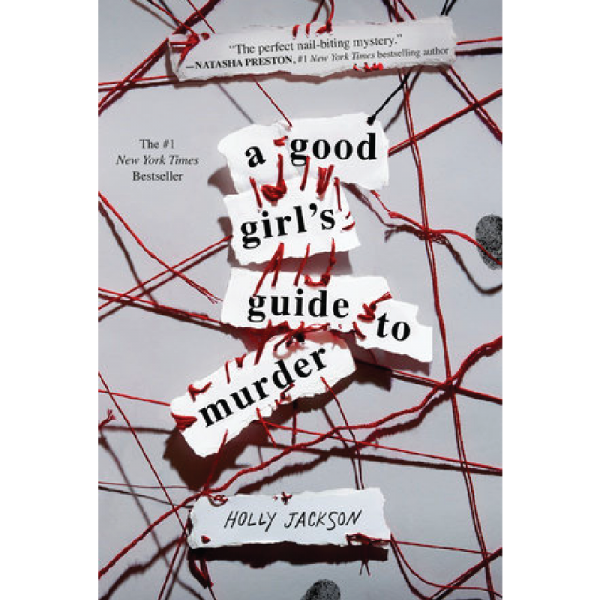 “The perfect nail-biting mystery.”
—NATASHA PRESTON, #1 New York Times bestselling author
The #1
New York Times
Bestseller
a good
girl’s
guide to
murder
HOLLY JACKSON